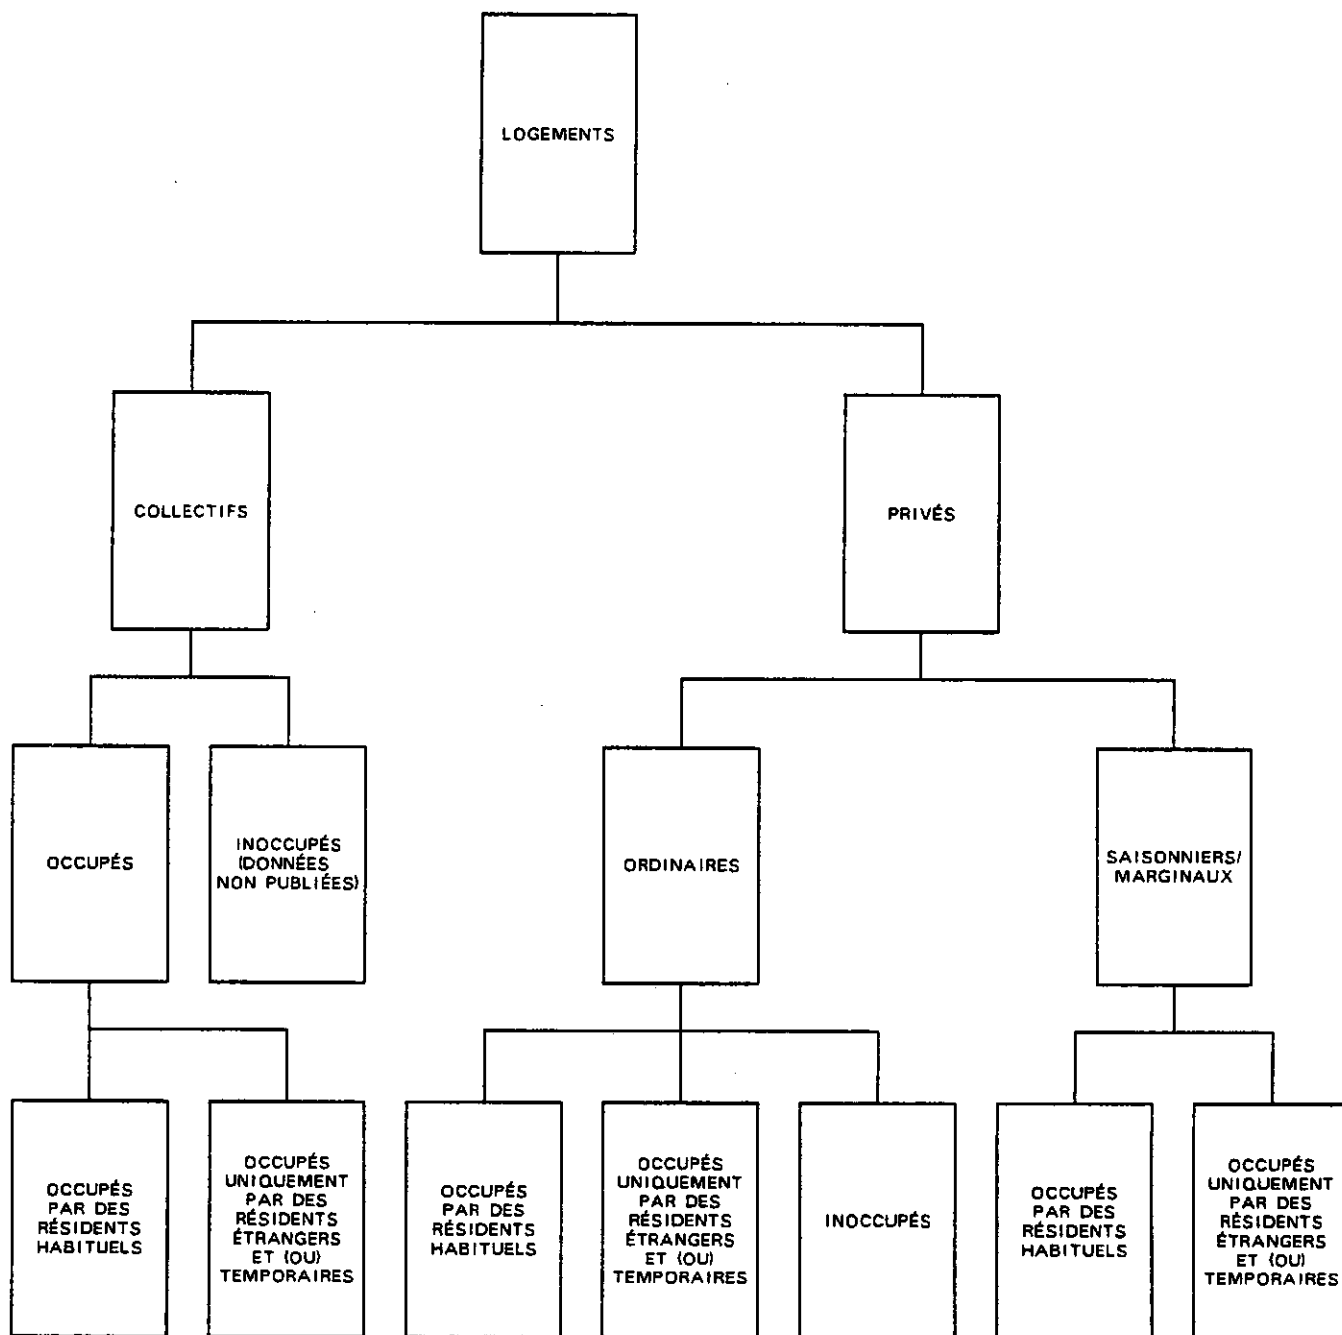 LOGEMENTS
COLLECTIFS
PRIVÉS
OCCUPÉS
INOCCUPÉS
(DONNÉES
NON PUBLIÉES)
ORDINAIRES
SAISONNIERS/
MARGINAUX
OCCUPÉS
PAR DES
RÉSIDENTS
HABITUELS
OCCUPÉS
UNIQUEMENT
PAR DES
RÉSIDENTS
ÉTRANGERS
ET (OU)
TEMPORAIRES
OCCUPÉS
PAR DES
RÉSIDENTS
HABITUELS
OCCUPÉS
UNIQUEMENT
PAR DES
RÉSIDENTS
ÉTRANGERS
ET (OU)
TEMPORAIRES
INOCCUPÉS
OCCUPÉS
PAR DES
RÉSIDENTS
HABITUELS
OCCUPÉS
UNIQUEMENT
PAR DES
RÉSIDENTS
ÉTRANGERS
ET (OU)
TEMPORAIRES